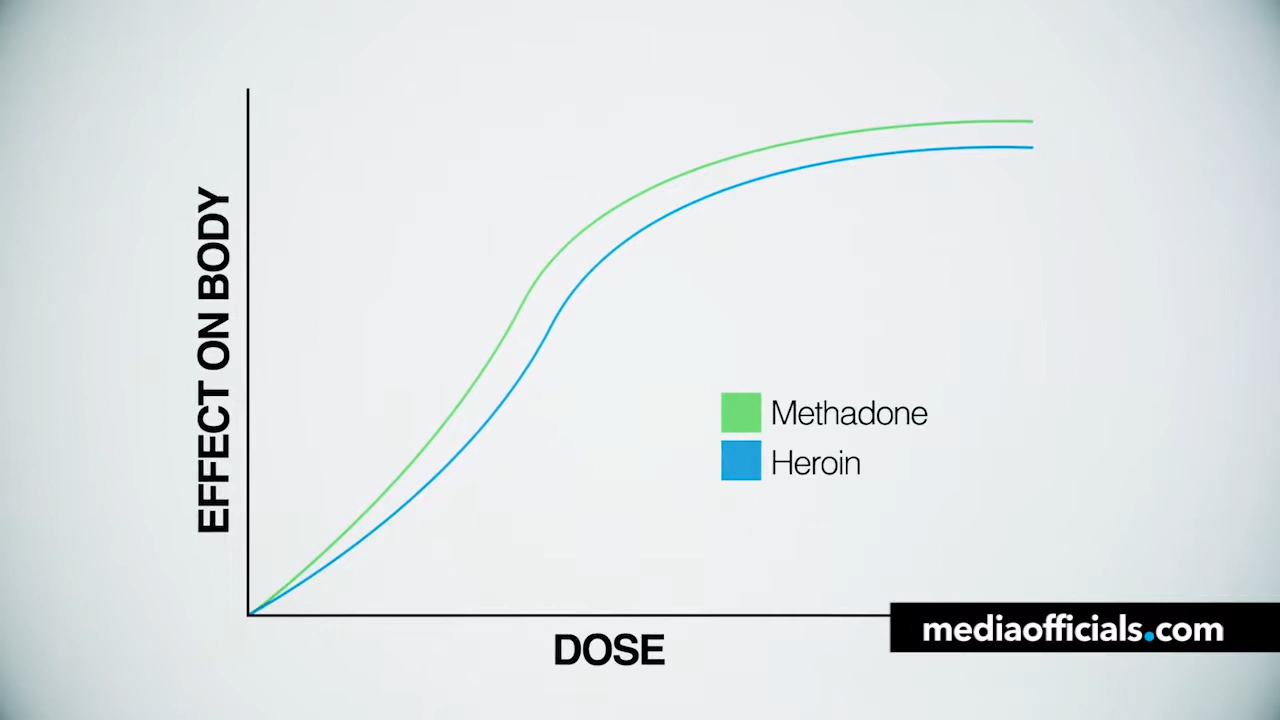 EFFECT ON BODY
Methadone
Heroin
DOSE
mediaofficials.com